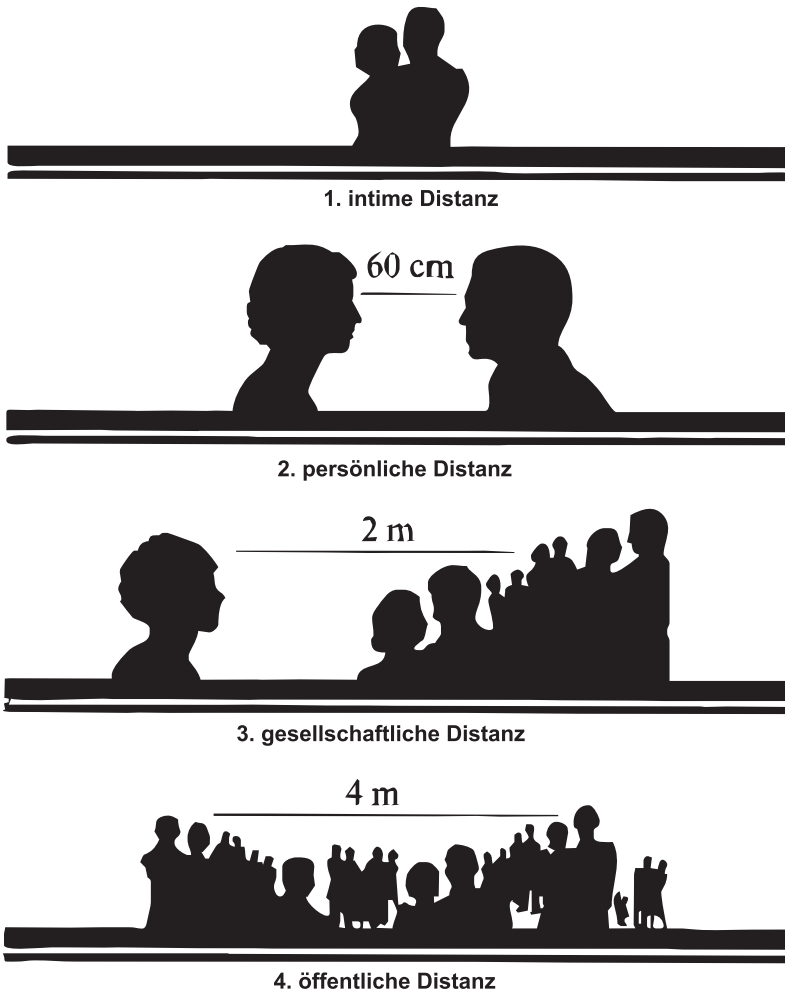 1. intime Distanz
60 cm
2. persönliche Distanz
2 m
3. gesellschaftliche Distanz
4 m
4. öffentliche Distanz